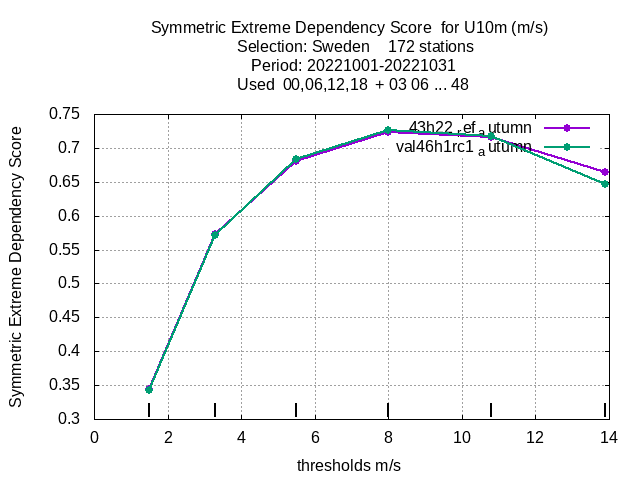 Symmetric Extreme Dependency Score for U10m (m/s)
Selection: Sweden 172 stations
Period: 20221001-20221031
Used 00,06,12,18 + 03 06 ... 48
0.75
43h22_ref_autumn
0.7
val46h1rc1_autumn
0.65
0.6
0.55
0.5
0.45
0.4
0.35
0.3
Symmetric Extreme Dependency Score
0 2 4 6 8 10 12 14
thresholds m/s